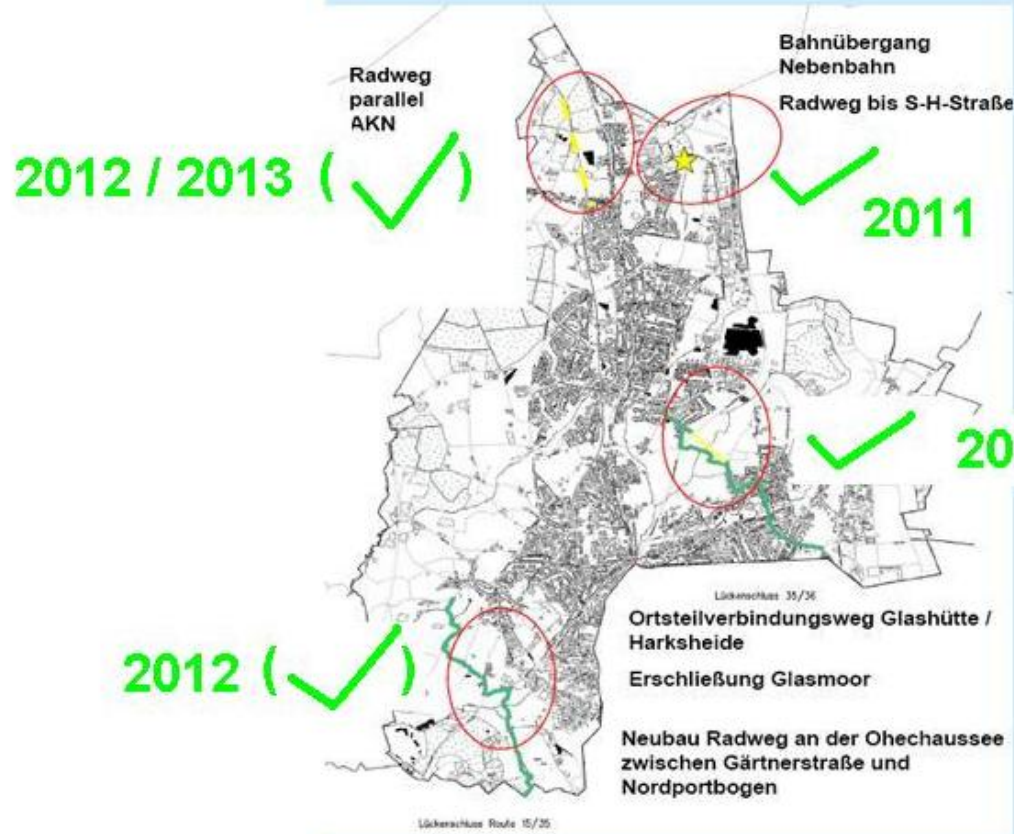 Radweg
parallel
AKN
Bahnübergang
Nebenbahn
Radweg bis S-H-Straße
2012 / 2013 ( )
2011
20
2012 ( )
Lückenschluss 35/36
Ortsteilverbindungsweg Glashütte /
Harksheide
Erschließung Glasmoor
Neubau Radweg an der Ohechaussee
zwischen Gärtnerstraße und
Nordportbogen
Lückenschluss Route 15/35